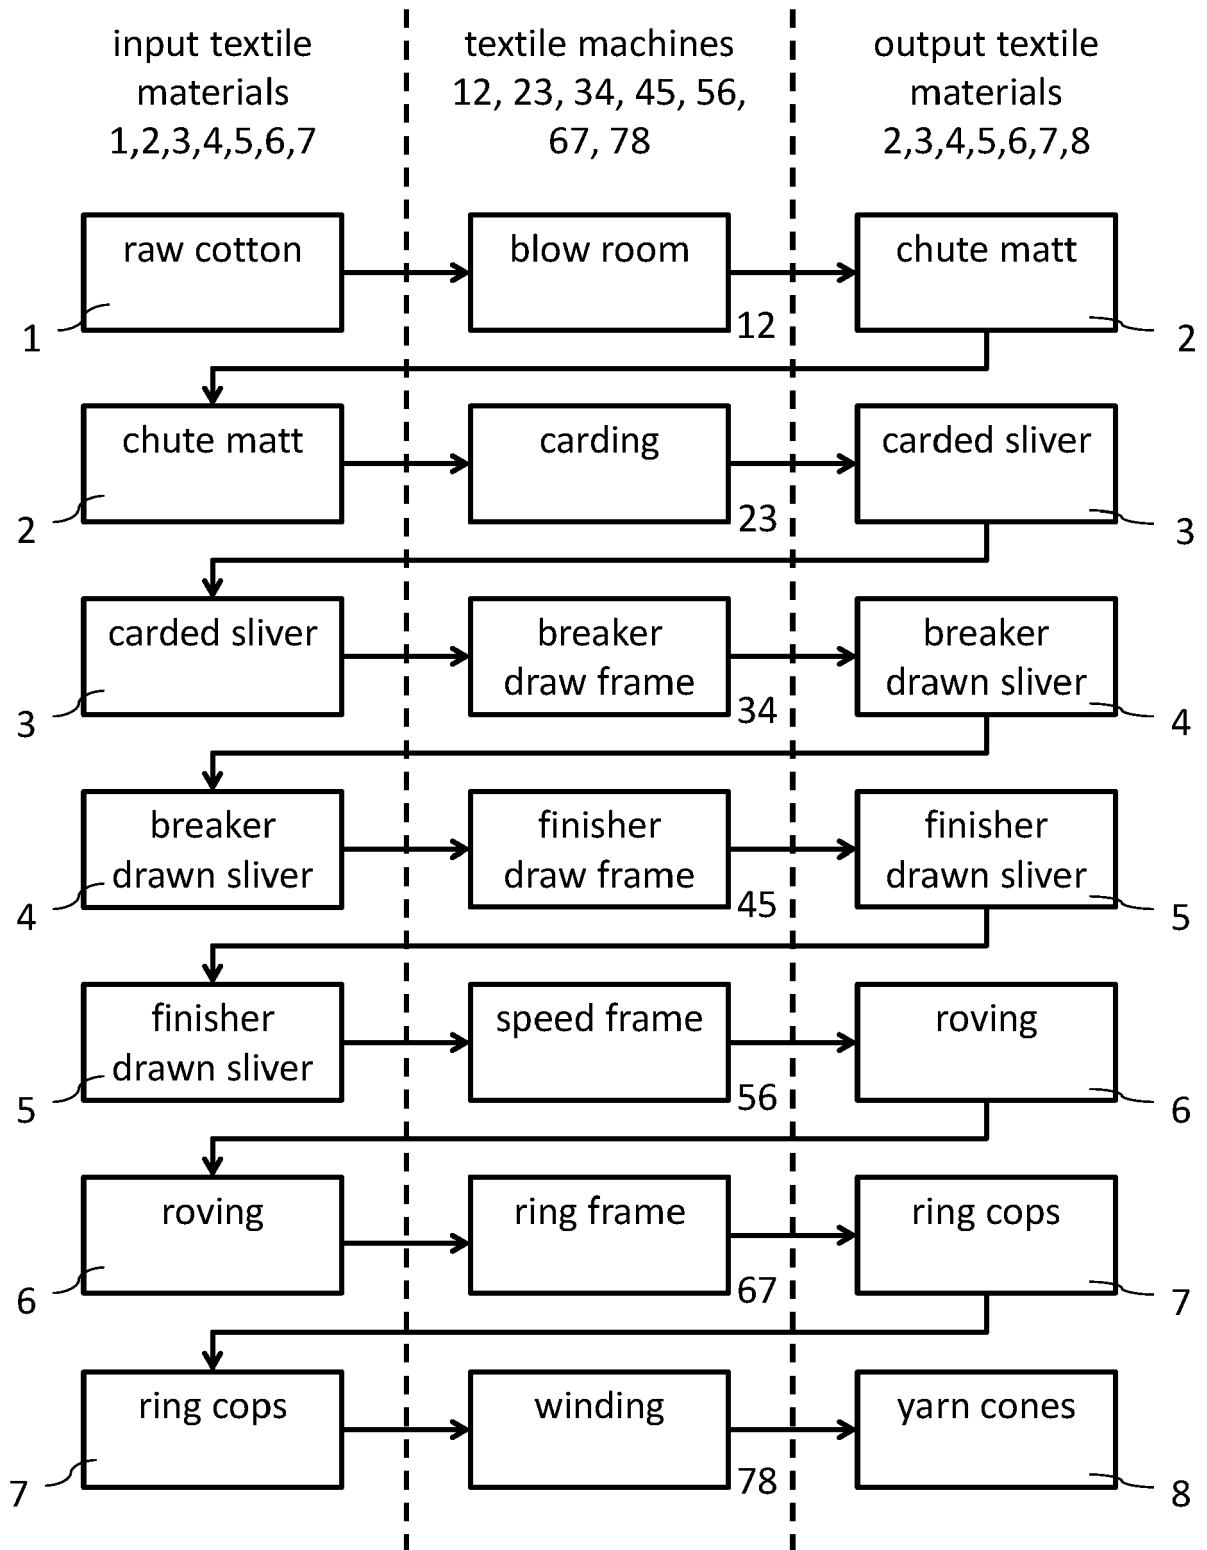 input textile
materials
1,2,3,4,5,6,7
textile machines
12, 23, 34, 45, 56,
67, 78
output textile
materials
2,3,4,5,6,7,8
raw cotton
1
blow room
12
chute matt
2
chute matt
2
carding
23
carded sliver
3
carded sliver
3
breaker
draw frame
34
breaker
drawn sliver
4
breaker
drawn sliver
4
finisher
draw frame
45
finisher
drawn sliver
5
finisher
drawn sliver
5
speed frame
56
roving
6
roving
6
ring frame
67
ring cops
7
ring cops
7
winding
78
yarn cones
8